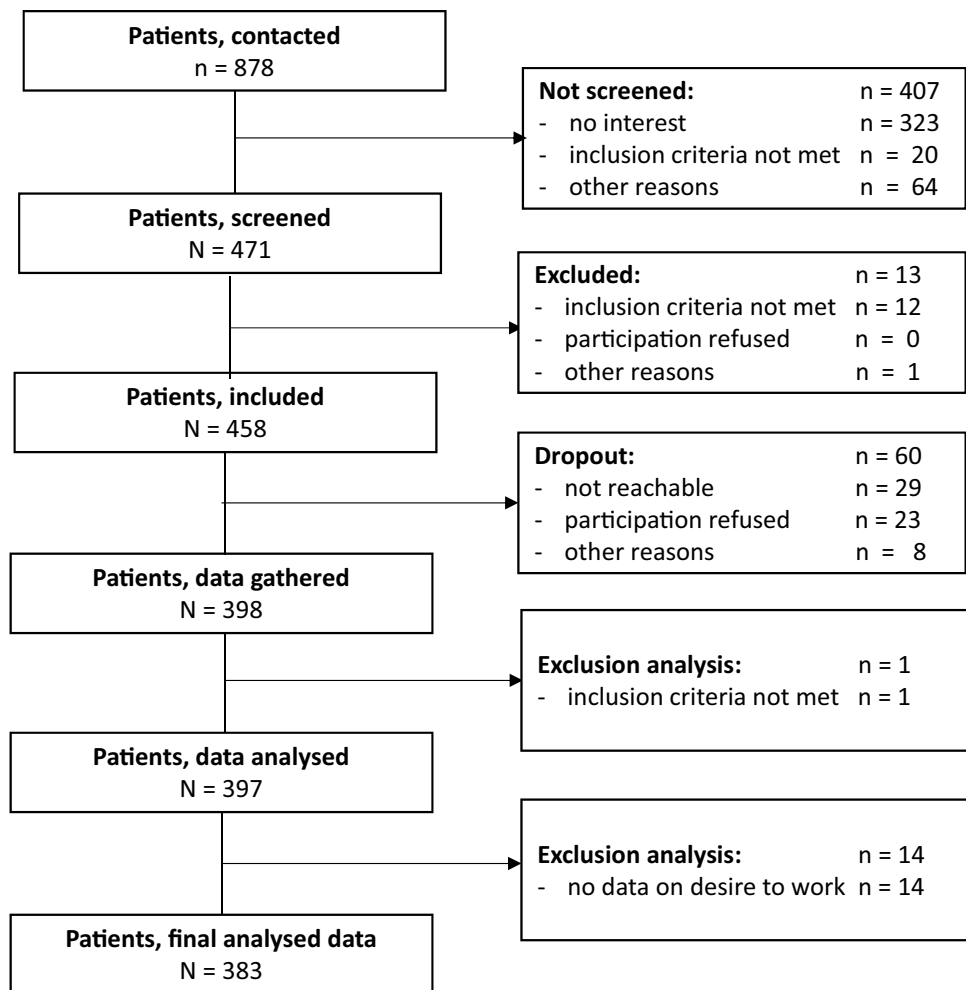 Patients, contacted
n = 878
Not screened: n = 407
- no interest n = 323
- inclusion criteria not met n = 20
- other reasons n = 64
Patients, screened
N = 471
Excluded: n = 13
- inclusion criteria not met n = 12
- participation refused n = 0
- other reasons n = 1
Patients, included
N = 458
Dropout: n = 60
- not reachable n = 29
- participation refused n = 23
- other reasons n = 8
Patients, data gathered
N = 398
Exclusion analysis: n = 1
- inclusion criteria not met n = 1
Patients, data analysed
N = 397
Exclusion analysis: n = 14
- no data on desire to work n = 14
Patients, final analysed data
N = 383